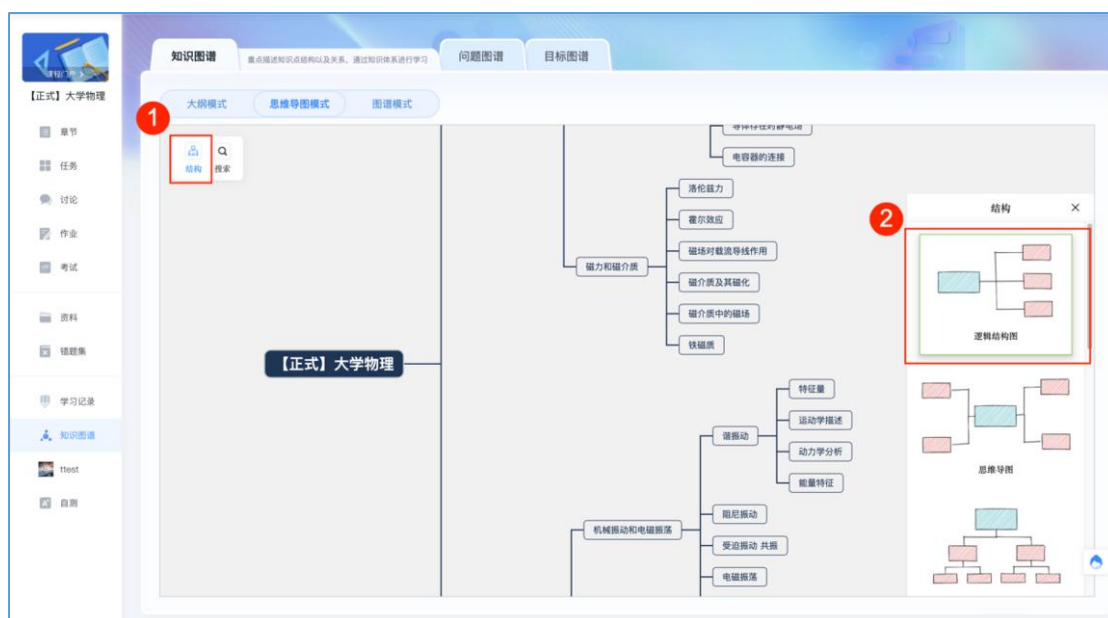 课程门户 >
【正式】大学物理
章节
任务
讨论
作业
考试
资料
错题集
学习记录
知识图谱
ttest
自测
知识图谱
重点描述知识点结构以及关系，通过知识体系进行学习
问题图谱
目标图谱
大纲模式
思维导图模式
图谱模式
1
结构
搜索
电容器的连接
洛伦兹力
霍尔效应
磁场对载流导线作用
磁力和磁介质
磁介质及其磁化
磁介质中的磁场
铁磁质
【正式】大学物理
特征量
运动学描述
谐振动
动力学分析
能量特征
阻尼振动
机械振动和电磁振荡
受迫振动 共振
电磁振荡
2
结构
逻辑结构图
思维导图